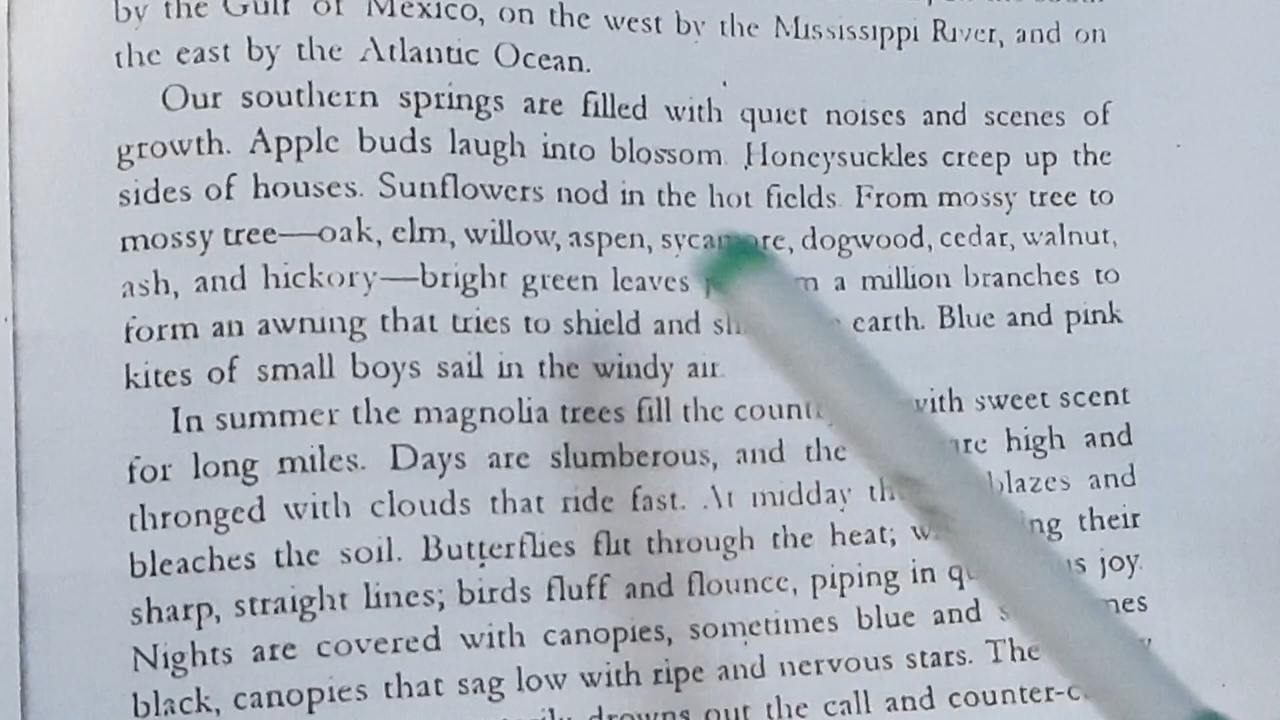 by the Gulf of Mexico, on the west by the Mississippi River, and on
the east by the Atlantic Ocean.
Our southern springs are filled with quiet noises and scenes of
growth. Apple buds laugh into blossom. Honeysuckles creep up the
sides of houses. Sunflowers nod in the hot fields. From mossy tree to
mossy tree—oak, elm, willow, aspen, sycamore, dogwood, cedar, walnut,
ash, and hickory—bright green leaves a million branches to
form an awning that tries to shield and earth. Blue and pink
kites of small boys sail in the windy air.
In summer the magnolia trees fill the with sweet scent
for long miles. Days are slumberous, and the are high and
thronged with clouds that ride fast. At midday blazes and
bleaches the soil. Butterflies flit through the heat; their
sharp, straight lines; birds fluff and flounce, piping in joy.
Nights are covered with canopies, sometimes blue and
black, canopies that sag low with ripe and nervous stars. The
drowns out the call and